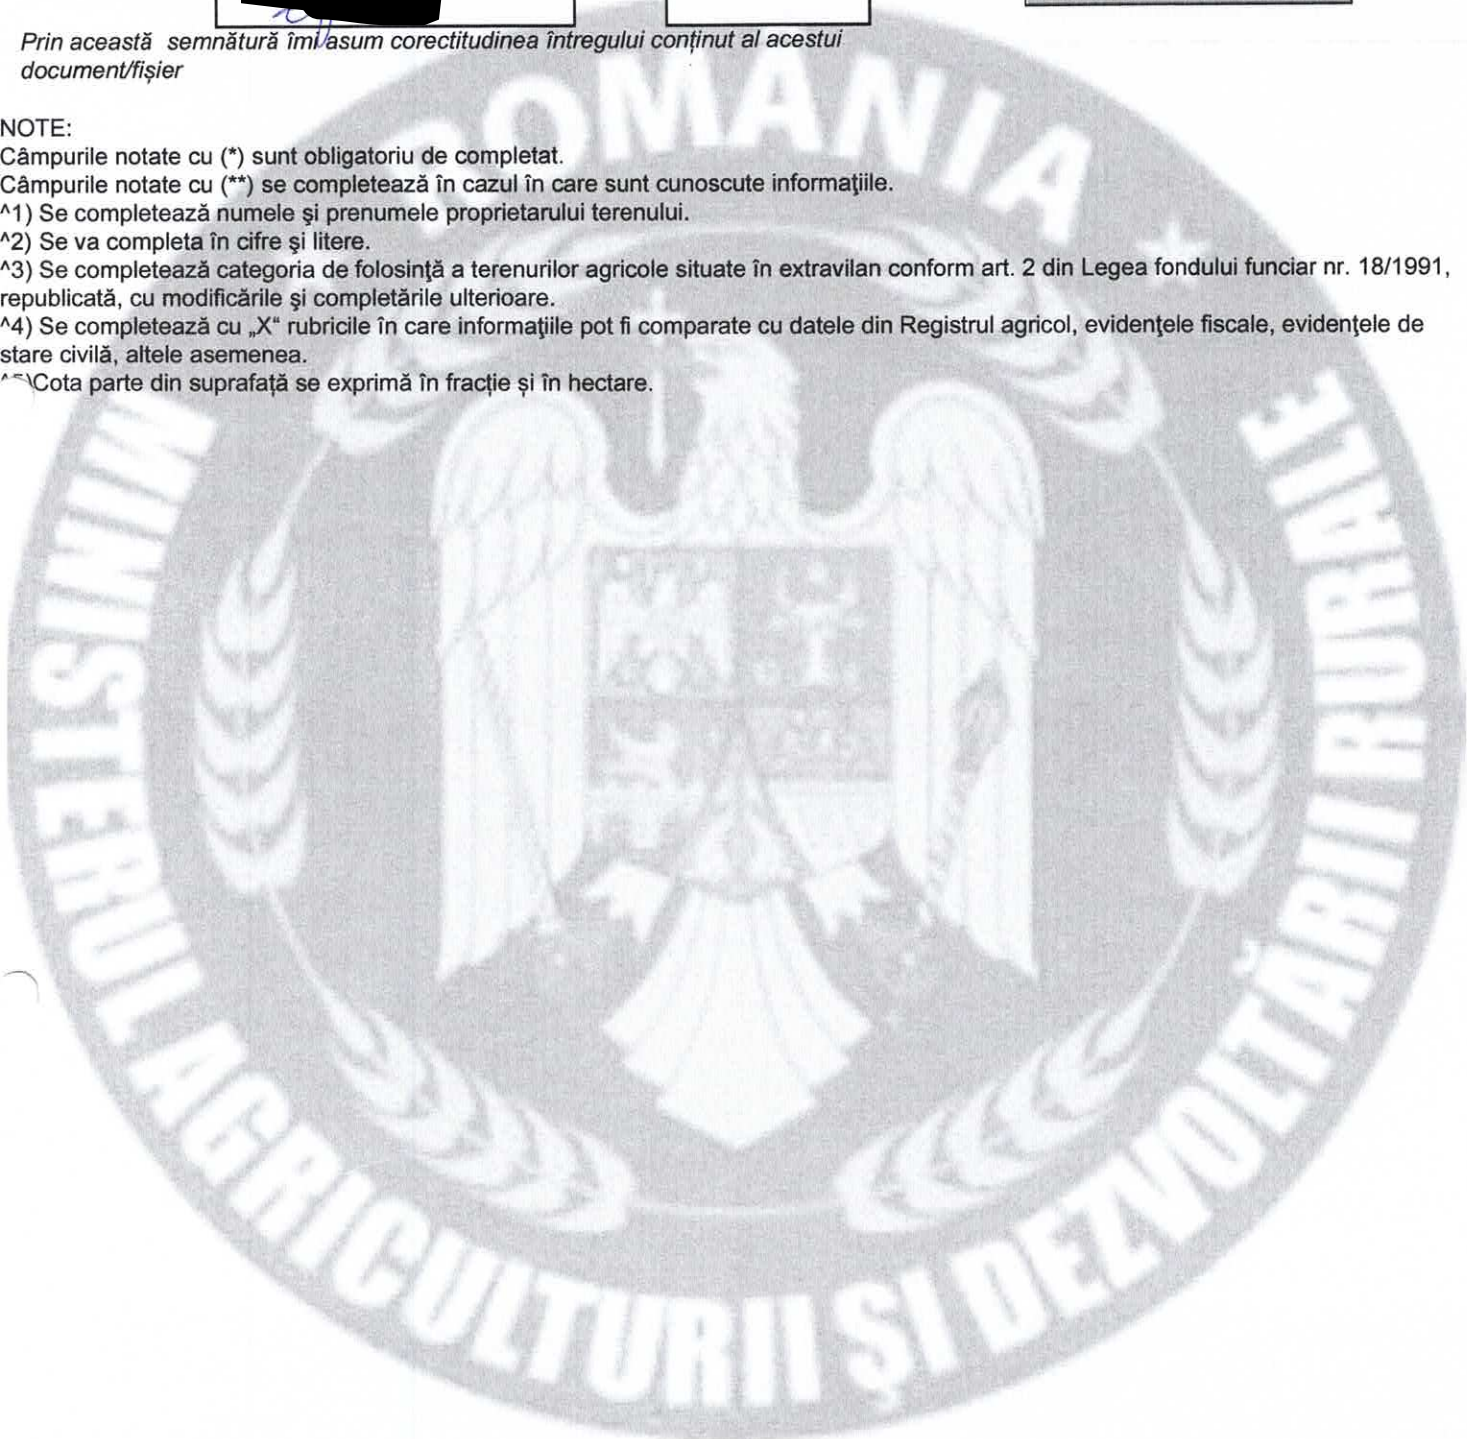 Prin această semnătură îmi asum corectitudinea întregului conținut al acestui
document/fișier
NOTE:
Câmpurile notate cu (*) sunt obligatoriu de completat.
Câmpurile notate cu (**) se completează în cazul în care sunt cunoscute informaţiile.
^1) Se completează numele şi prenumele proprietarului terenului.
^2) Se va completa în cifre şi litere.
^3) Se completează categoria de folosinţă a terenurilor agricole situate în extravilan conform art. 2 din Legea fondului funciar nr. 18/1991,
republicată, cu modificările şi completările ulterioare.
^4) Se completează cu „X“ rubricile în care informaţiile pot fi comparate cu datele din Registrul agricol, evidenţele fiscale, evidenţele de
stare civilă, altele asemenea.
^5)Cota parte din suprafață se exprimă în fracție și în hectare.
ROMANIA
MINISTERUL AGRICULTURII ŞI DEZVOLTĂRII RURALE